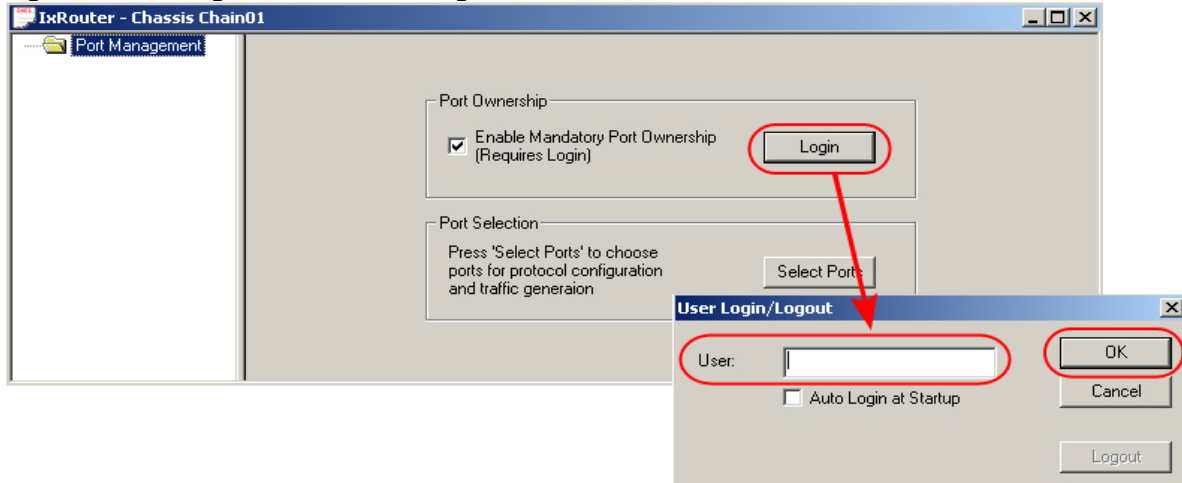 IxRouter - Chassis Chain01
Port Management
Port Ownership
Enable Mandatory Port Ownership
(Requires Login)
Login
Port Selection
Press 'Select Ports' to choose
ports for protocol configuration
and traffic generaion
Select Ports
User Login/Logout
User:
OK
Auto Login at Startup
Cancel
Logout